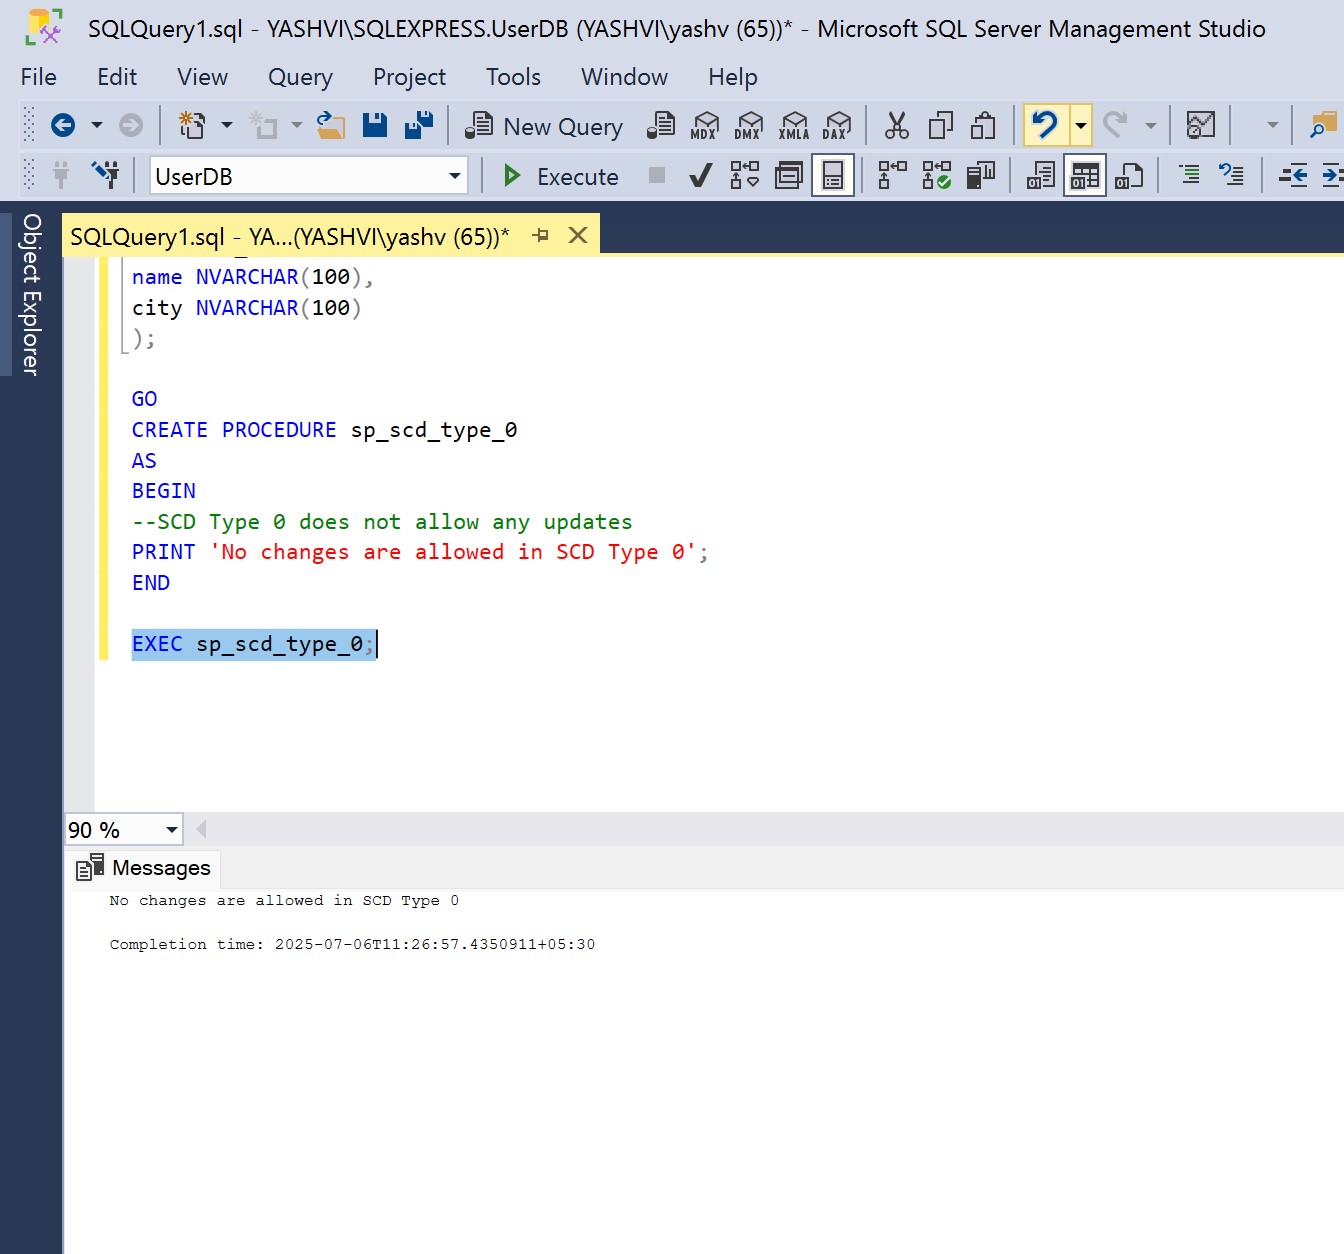 SQLQuery1.sql - YASHVI\SQLEXPRESS.UserDB (YASHVI\yashv (65))* - Microsoft SQL Server Management Studio
File Edit View Query Project Tools Window Help
New Query MDX DMX XMLA DAX
UserDB Execute
Object Explorer
SQLQuery1.sql - YA...(YASHVI\yashv (65))*
name NVARCHAR(100),
city NVARCHAR(100)
);
GO
CREATE PROCEDURE sp_scd_type_0
AS
BEGIN
--SCD Type 0 does not allow any updates
PRINT 'No changes are allowed in SCD Type 0';
END
EXEC sp_scd_type_0;
90 %
Messages
No changes are allowed in SCD Type 0
Completion time: 2025-07-06T11:26:57.4350911+05:30